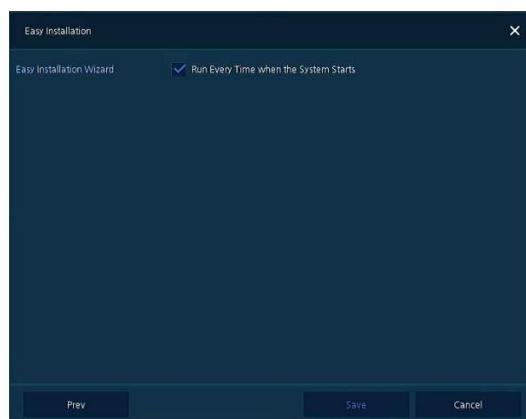 Easy Installation
Easy Installation Wizard Run Every Time when the System Starts
Prev Save Cancel